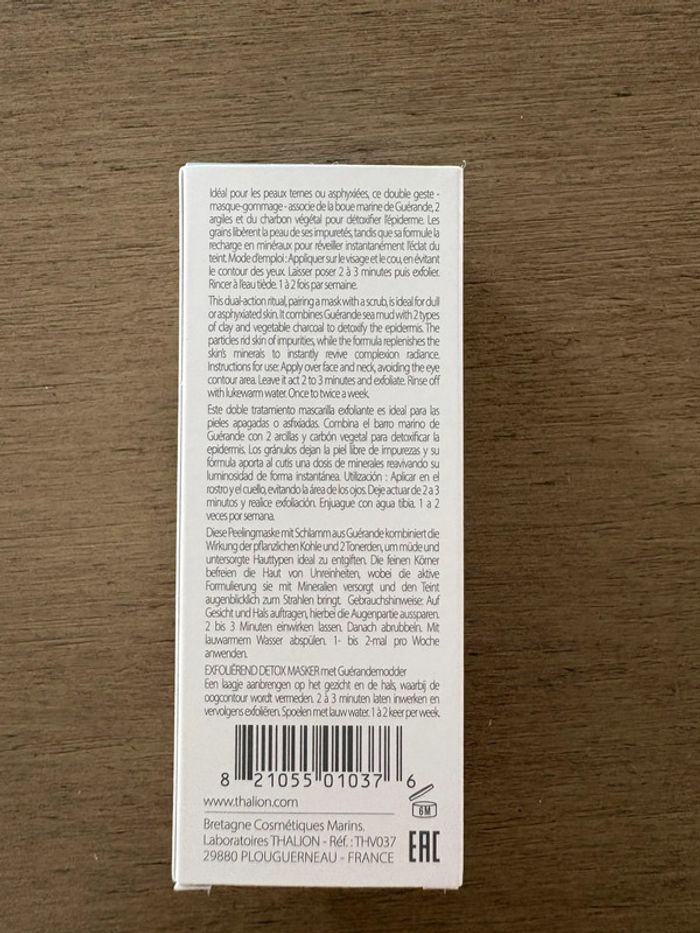 Idéal pour les peaux ternes ou asphyxiées, ce double geste -
masque-gommage - associe de la boue marine de Guérande, 2
argiles et du charbon végétal pour détoxifier l'épiderme. Les
grains libèrent la peau de ses impuretés, tandis que sa formule la
recharge en minéraux pour réveiller instantanément l'éclat du
teint. Mode d'emploi : Appliquer sur le visage et le cou, en évitant
le contour des yeux. Laisser poser 2 à 3 minutes puis exfolier.
Rincer à l'eau tiède. 1 à 2 fois par semaine.
This dual-action ritual, pairing a mask with a scrub, is ideal for dull
or asphyxiated skin. It combines Guérande sea mud with 2 types
of clay and vegetable charcoal to detoxify the epidermis. The
particles rid skin of impurities, while the formula replenishes the
skin's minerals to instantly revive complexion radiance.
Instructions for use: Apply over face and neck, avoiding the eye
contour area. Leave it act 2 to 3 minutes and exfoliate. Rinse off
with lukewarm water. Once to twice a week.
Este doble tratamiento mascarilla exfoliante es ideal para las
pieles apagadas o asfixiadas. Combina el barro marino de
Guérande con 2 arcillas y carbón vegetal para detoxificar la
epidermis. Los gránulos dejan la piel libre de impurezas y su
fórmula aporta al cutis una dosis de minerales reavivando su
luminosidad de forma instantánea. Utilización : Aplicar en el
rostro y el cuello, evitando la área de los ojos. Deje actuar de 2 a 3
minutos y realice exfoliación. Enjuague con agua tibia. 1 a 2
veces por semana.
Diese Peelingmaske mit Schlamm aus Guérande kombiniert die
Wirkung der pflanzlichen Kohle und 2 Tonerden, um müde und
untersorgte Hauttypen ideal zu entgiften. Die feinen Körner
befreien die Haut von Unreinheiten, wobei die aktive
Formulierung sie mit Mineralien versorgt und den Teint
augenblicklich zum Strahlen bringt. Gebrauchshinweise: Auf
Gesicht und Hals auftragen, hierbei die Augenpartie aussparen.
2 bis 3 Minuten einwirken lassen. Danach abrubbeln. Mit
lauwarmem Wasser abspülen. 1- bis 2-mal pro Woche
anwenden.
EXFOLIËREND DETOX MASKER met Guérandemodder
Een laagje aanbrengen op het gezicht en de hals, waarbij de
oogcontour wordt vermeden. 2 à 3 minuten laten inwerken en
vervolgens exfoliëren. Spoelen met lauw water. 1 à 2 keer per week.
8 21055 01037 6
6M
www.thalion.com
Bretagne Cosmétiques Marins.
Laboratoires THALION - Réf. : THV037
29880 PLOUGUERNEAU - FRANCE
EAC